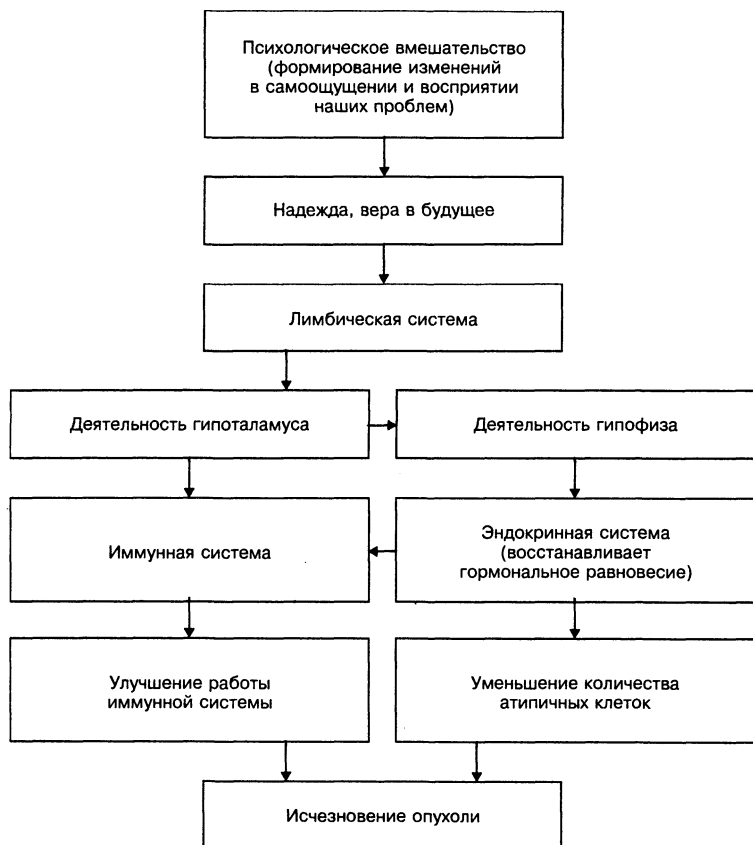 Психологическое вмешательство
(формирование изменений
в самоощущении и восприятии
наших проблем)
Надежда, вера в будущее
Лимбическая система
Деятельность гипоталамуса
Деятельность гипофиза
Иммунная система
Эндокринная система
(восстанавливает
гормональное равновесие)
Улучшение работы
иммунной системы
Уменьшение количества
атипичных клеток
Исчезновение опухоли